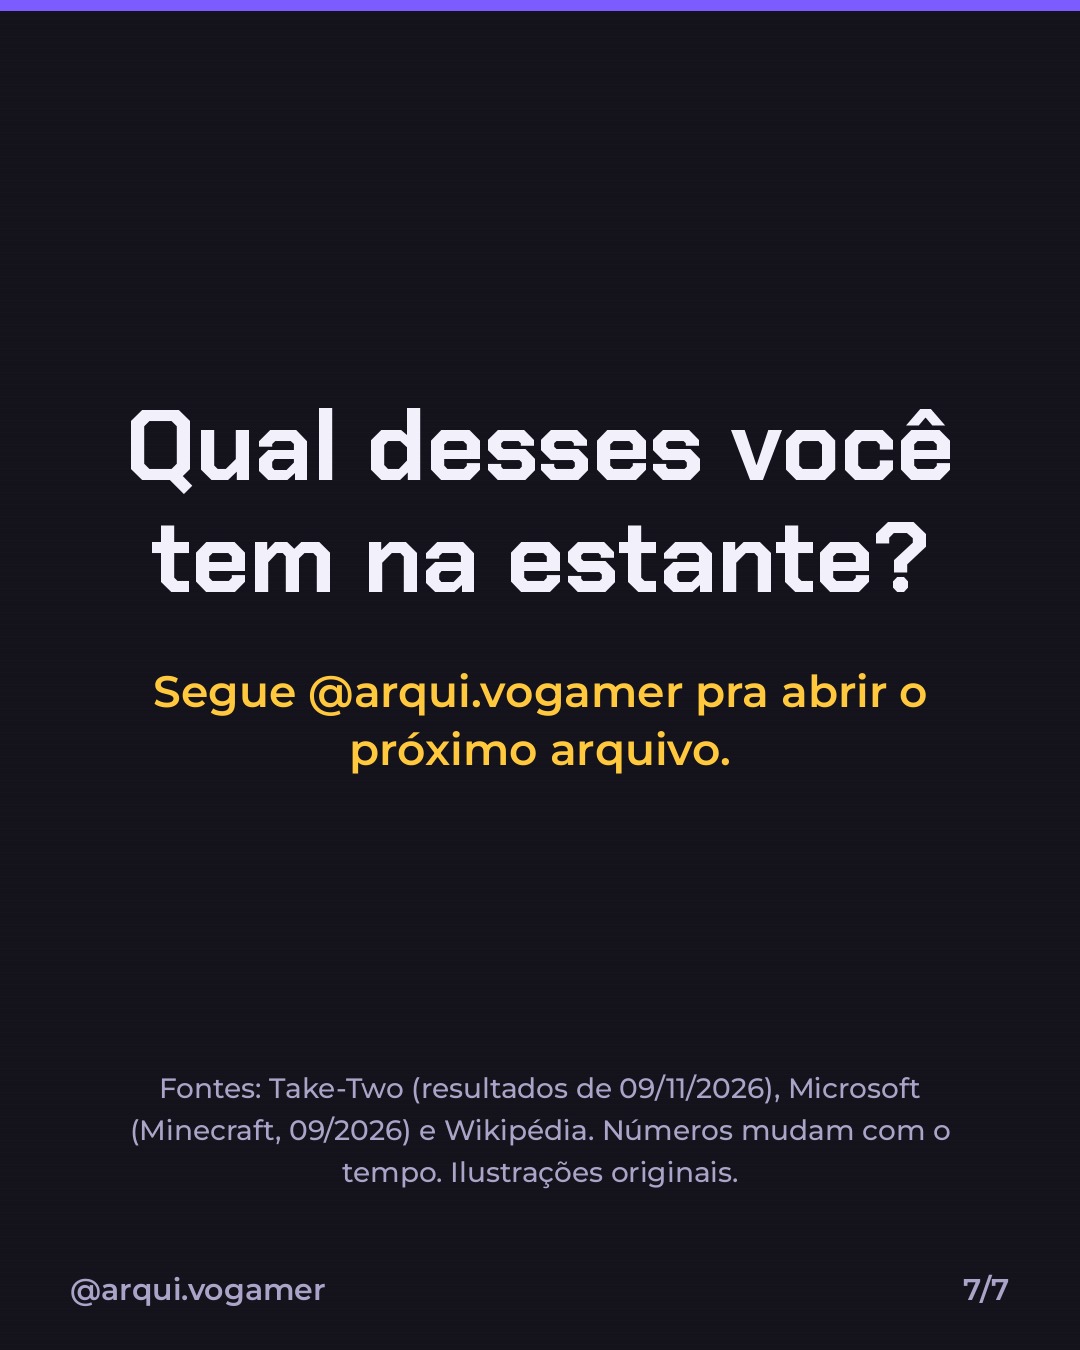 Qual desses você
tem na estante?
Segue @arqui.vogamer pra abrir o
próximo arquivo.
Fontes: Take-Two (resultados de 09/11/2026), Microsoft
(Minecraft, 09/2026) e Wikipédia. Números mudam com o
tempo. Ilustrações originais.
@arqui.vogamer
7/7